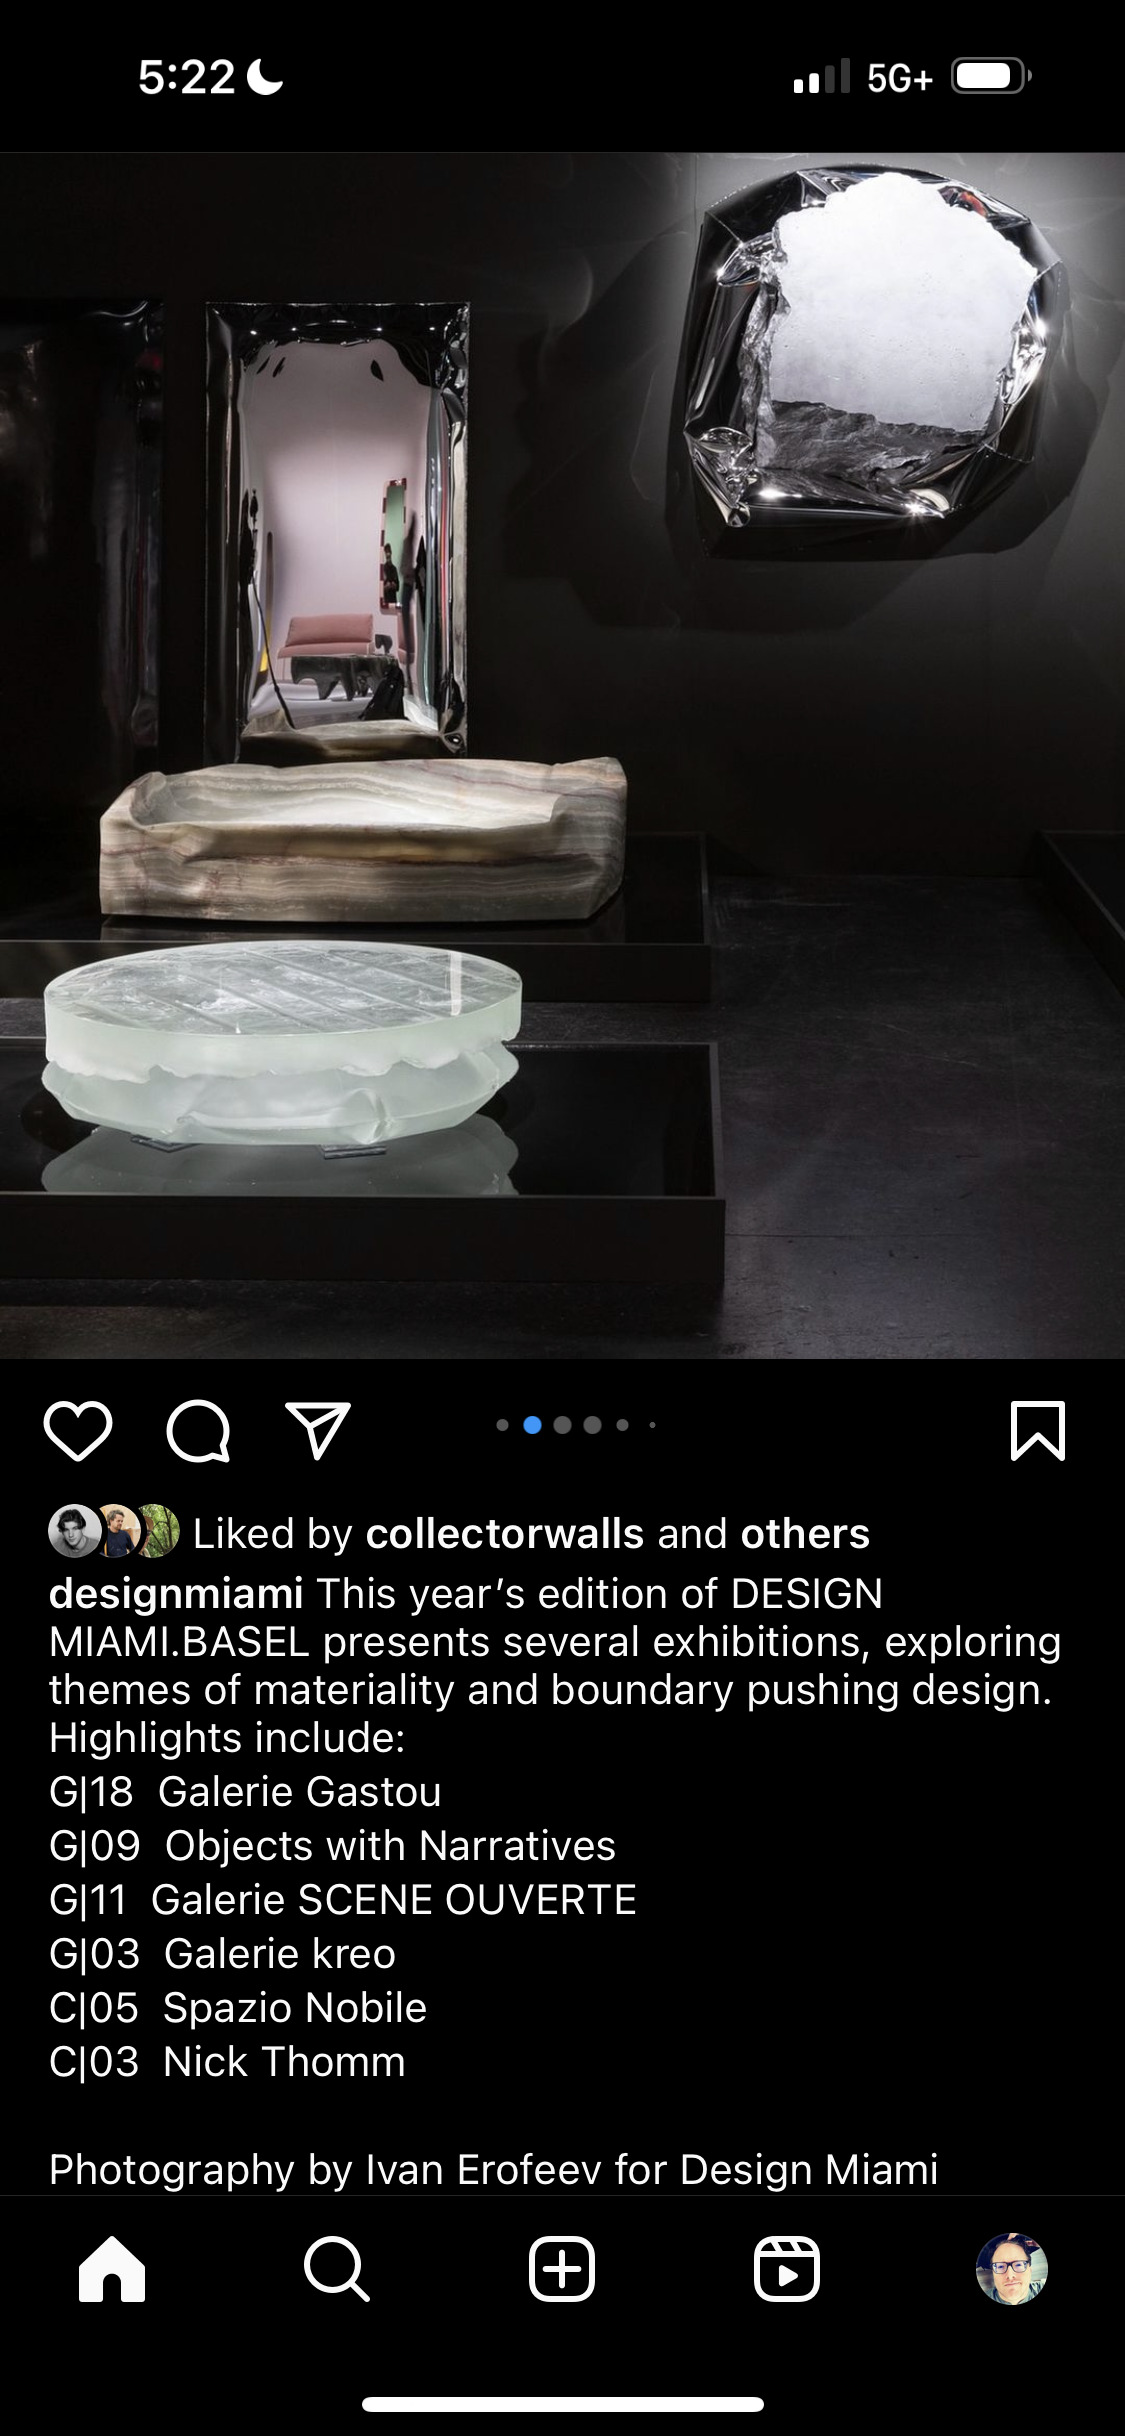 5:22
5G+
Liked by collectorwalls and others
designmiami This year’s edition of DESIGN
MIAMI.BASEL presents several exhibitions, exploring
themes of materiality and boundary pushing design.
Highlights include:
G|18 Galerie Gastou
G|09 Objects with Narratives
G|11 Galerie SCENE OUVERTE
G|03 Galerie kreo
C|05 Spazio Nobile
C|03 Nick Thomm
Photography by Ivan Erofeev for Design Miami